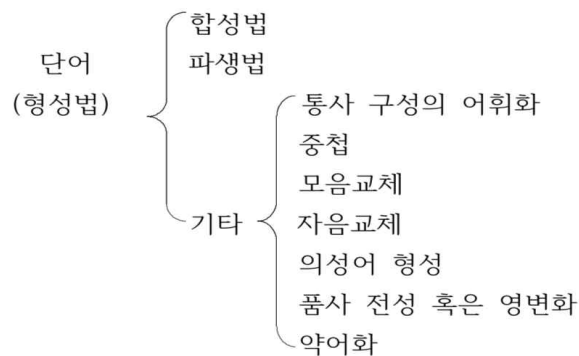 합성법
단어
파생법
(형성법)
통사 구성의 어휘화
중첩
모음교체
기타
자음교체
의성어 형성
품사 전성 혹은 영변화
약어화